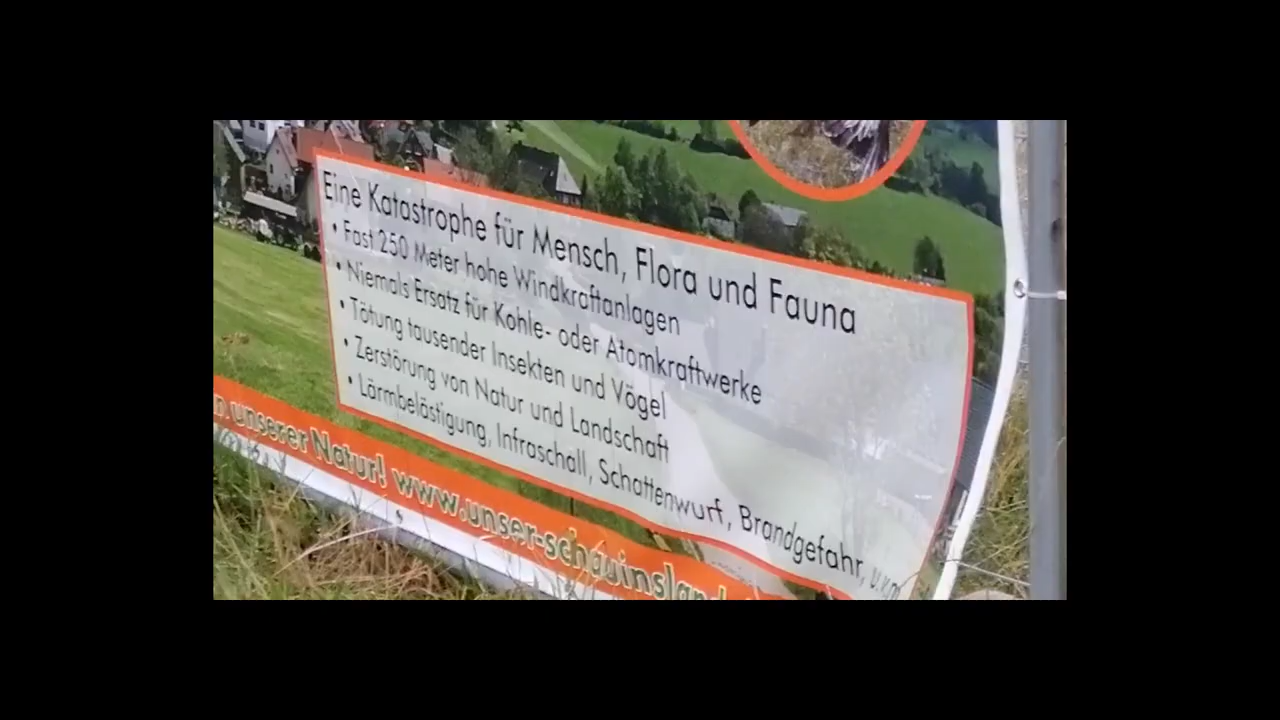 Eine Katastrophe für Mensch, Flora und Fauna
• Fast 250 Meter hohe Windkraftanlagen
• Niemals Ersatz für Kohle- oder Atomkraftwerke
• Tötung tausender Insekten und Vögel
• Zerstörung von Natur und Landschaft
• Lärmbelästigung, Infraschall, Schattenwurf, Brandgefahr, u.v.m
unserer Natur! www.unser-schauinsland